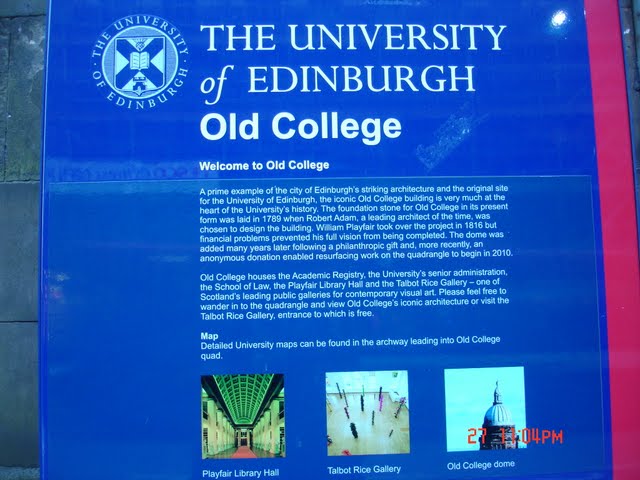 THE UNIVERSITY OF EDINBURGH
THE UNIVERSITY
of EDINBURGH
Old College
Welcome to Old College
A prime example of the city of Edinburgh's striking architecture and the original site
for the University of Edinburgh, the iconic Old College building is very much at the
heart of the University's history. The foundation stone for Old College in its present
form was laid in 1789 when Robert Adam, a leading architect of the time, was
chosen to design the building. William Playfair took over the project in 1816 but
financial problems prevented his full vision from being completed. The dome was
added many years later following a philanthropic gift and, more recently, an
anonymous donation enabled resurfacing work on the quadrangle to begin in 2010.
Old College houses the Academic Registry, the University's senior administration,
the School of Law, the Playfair Library Hall and the Talbot Rice Gallery – one of
Scotland's leading public galleries for contemporary visual art. Please feel free to
wander in to the quadrangle and view Old College's iconic architecture or visit the
Talbot Rice Gallery, entrance to which is free.
Map
Detailed University maps can be found in the archway leading into Old College
quad.
Playfair Library Hall
Talbot Rice Gallery
Old College dome
27 11:04PM